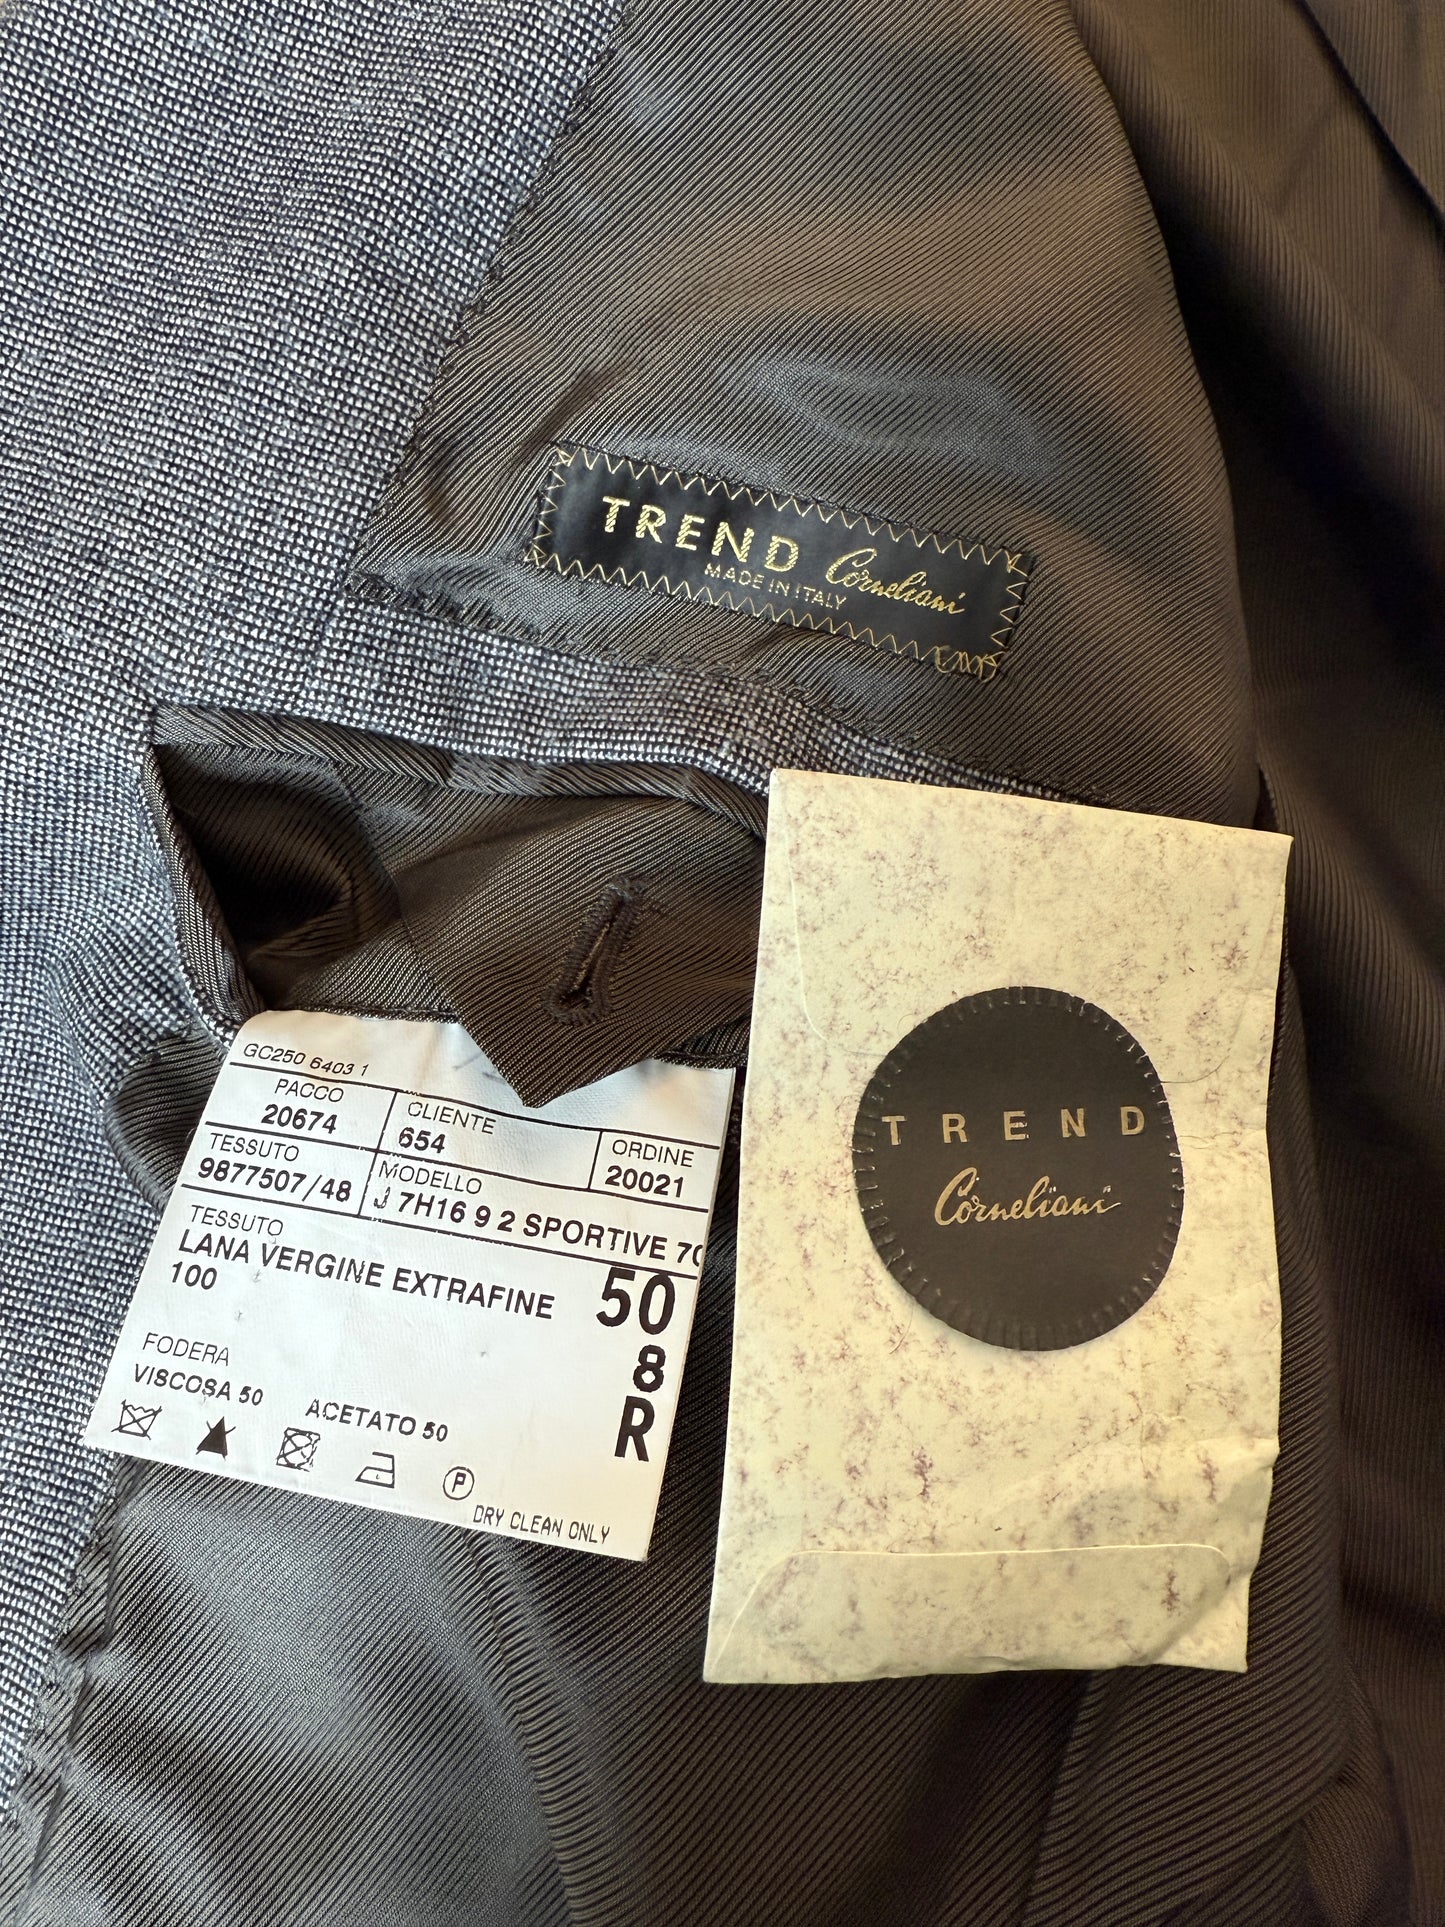 TREND Corneliani
MADE IN ITALY
GC250 6403 1
PACCO
20674
CLIENTE
654
ORDINE
20021
TESSUTO
9877507/48
MODELLO
J 7H16 9 2 SPORTIVE 70
TESSUTO
LANA VERGINE EXTRAFINE
100
50
8
R
FODERA
VISCOSA 50
ACETATO 50
P
DRY CLEAN ONLY
TREND
Corneliani